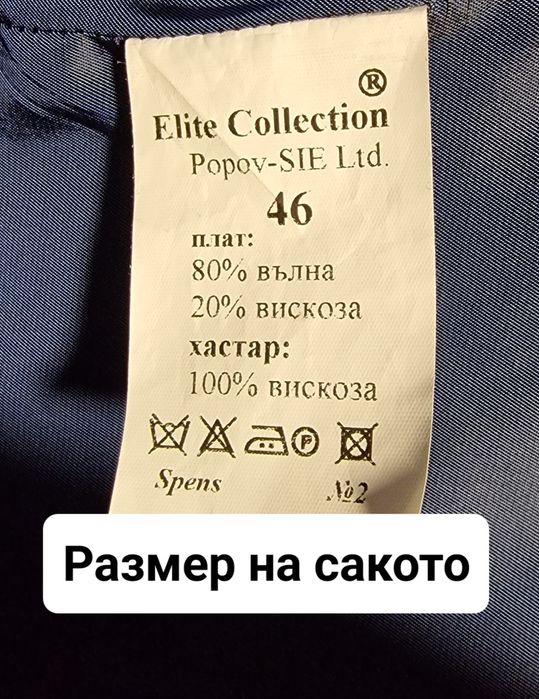 ®
Elite Collection
Popov-SIE Ltd.
46
плат:
80% вълна
20% вискоза
хастар:
100% вискоза
P
Spens №2
Размер на сакото